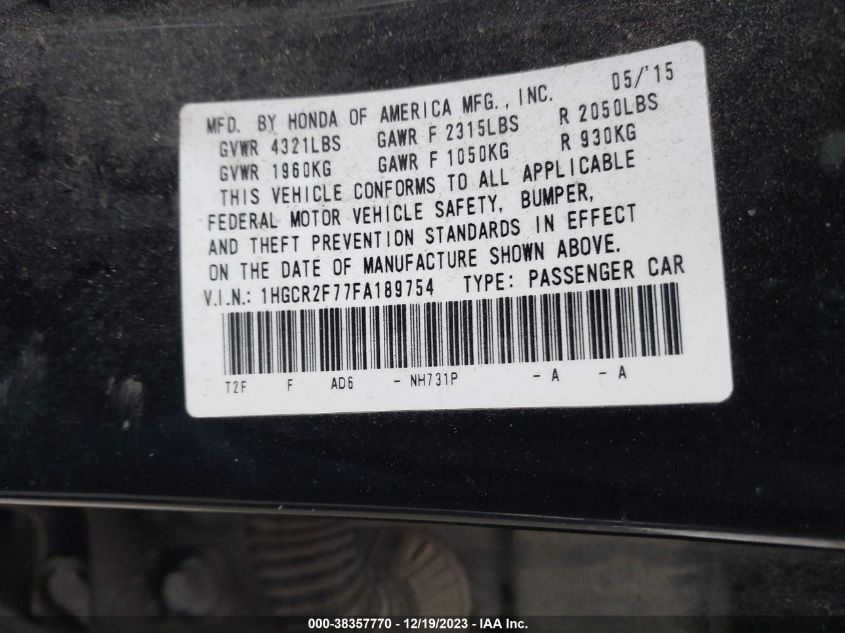 MFD. BY HONDA OF AMERICA MFG., INC. 05/'15
GVWR 4321LBS GAWR F 2315LBS R 2050LBS
GVWR 1960KG GAWR F 1050KG R 930KG
THIS VEHICLE CONFORMS TO ALL APPLICABLE
FEDERAL MOTOR VEHICLE SAFETY, BUMPER,
AND THEFT PREVENTION STANDARDS IN EFFECT
ON THE DATE OF MANUFACTURE SHOWN ABOVE.
V.I.N.: 1HGCR2F77FA189754 TYPE: PASSENGER CAR
T2F F AD6 - NH731P - A - A
000-38357770 - 12/19/2023 - IAA Inc.